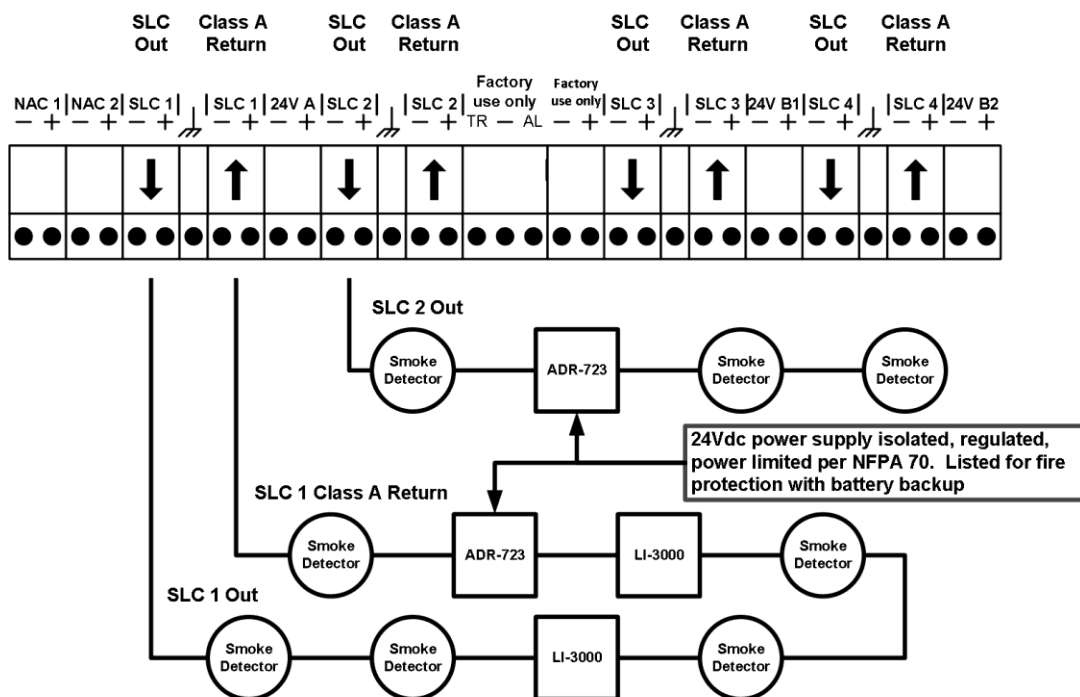 SLC Out
Class A Return
SLC Out
Class A Return
SLC Out
Class A Return
SLC Out
Class A Return
NAC 1
NAC 2
SLC 1
SLC 1
24V A
SLC 2
SLC 2
Factory use only
Factory use only
SLC 3
SLC 3
24V B1
SLC 4
SLC 4
24V B2
− +
− +
− +
− +
− +
− +
− +
TR − AL
− +
− +
− +
− +
− +
− +
− +
SLC 2 Out
Smoke Detector
ADR-723
Smoke Detector
Smoke Detector
24Vdc power supply isolated, regulated,
power limited per NFPA 70. Listed for fire
protection with battery backup
SLC 1 Class A Return
Smoke Detector
ADR-723
LI-3000
Smoke Detector
SLC 1 Out
Smoke Detector
Smoke Detector
LI-3000
Smoke Detector